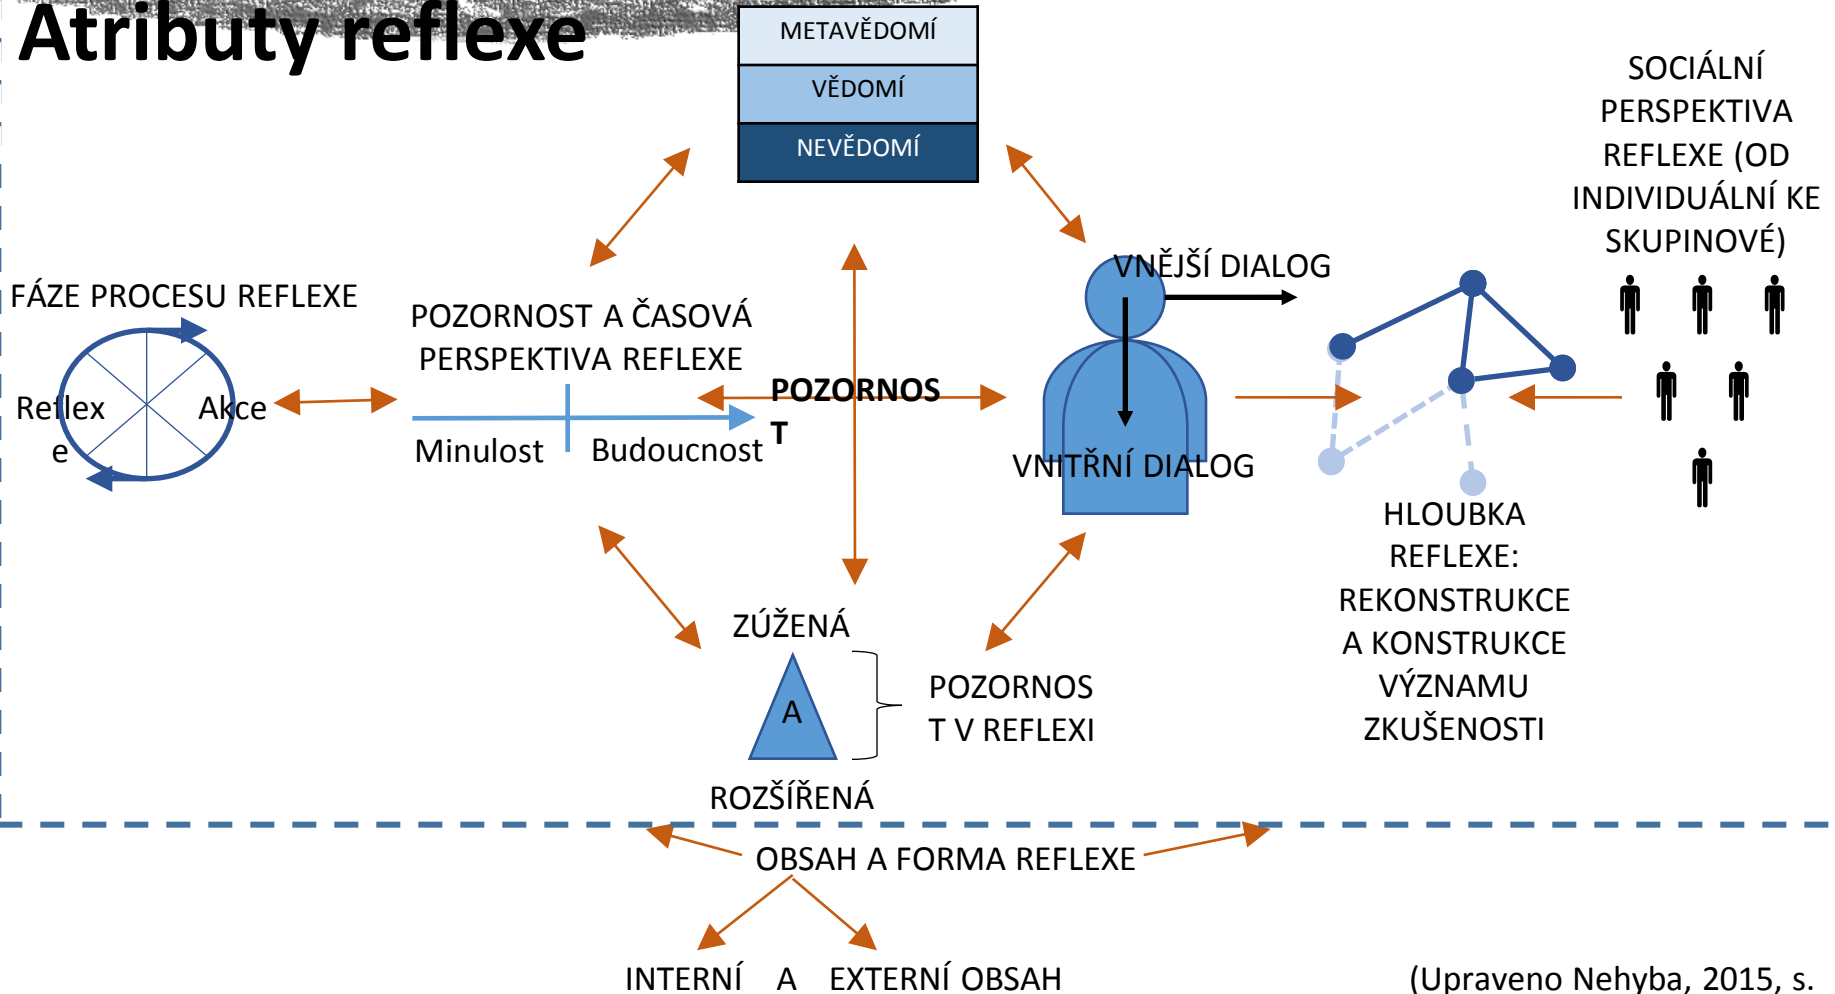 Atributy reflexe
METAVĚDOMÍ
VĚDOMÍ
NEVĚDOMÍ
SOCIÁLNÍ
PERSPEKTIVA
REFLEXE (OD
INDIVIDUÁLNÍ KE
SKUPINOVÉ)
FÁZE PROCESU REFLEXE
Reflex
e
Akce
POZORNOST A ČASOVÁ
PERSPEKTIVA REFLEXE
Minulost
Budoucnost
POZORNOS
T
VNĚJŠÍ DIALOG
VNITŘNÍ DIALOG
HLOUBKA
REFLEXE:
REKONSTRUKCE
A KONSTRUKCE
VÝZNAMU
ZKUŠENOSTI
ZÚŽENÁ
A
POZORNOS
T V REFLEXI
ROZŠÍŘENÁ
OBSAH A FORMA REFLEXE
INTERNÍ A EXTERNÍ OBSAH
(Upraveno Nehyba, 2015, s.